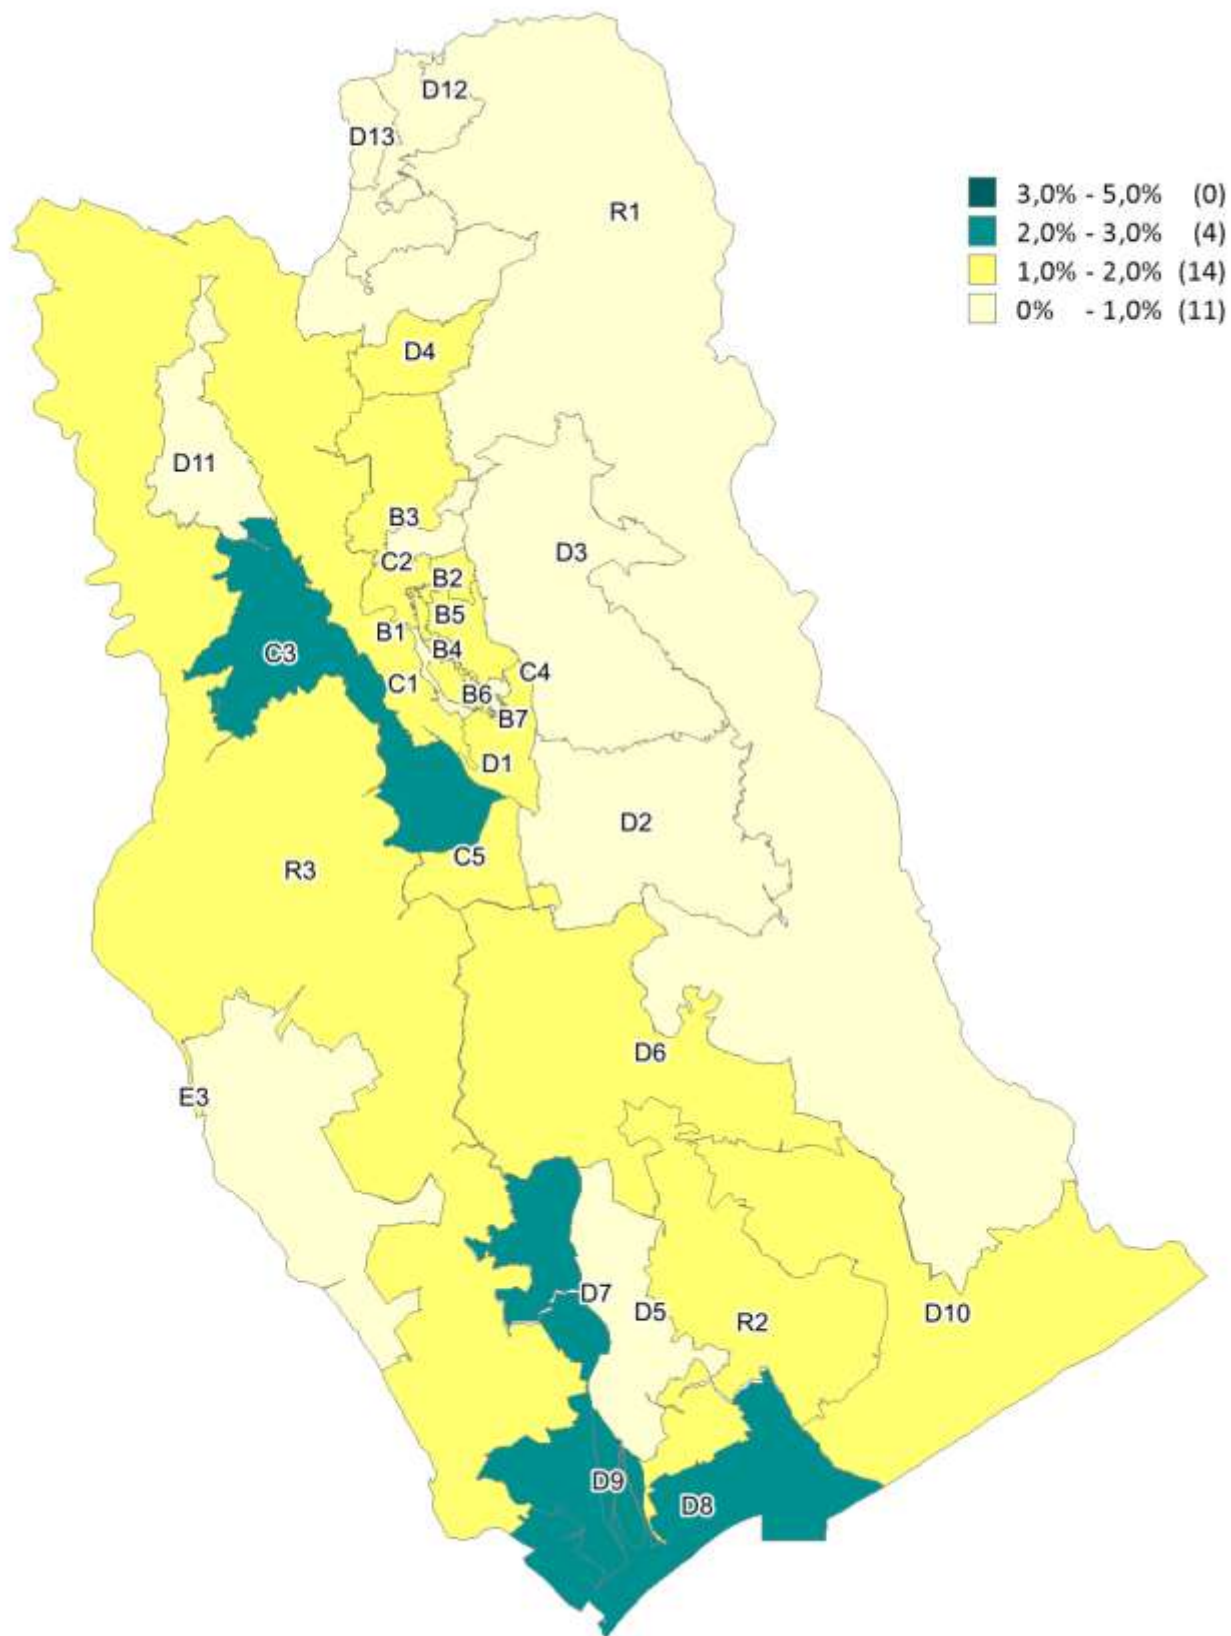 D12
D13
3,0% - 5,0% (0)
R1
2,0% - 3,0% (4)
1,0% - 2,0% (14)
0% - 1,0% (11)
D4
D11
B3
D3
C2
B2
B5
B1
B4
C3
C4
C1
B6
B7
D1
D2
C5
R3
D6
E3
D7
D5
R2
D10
D9
D8